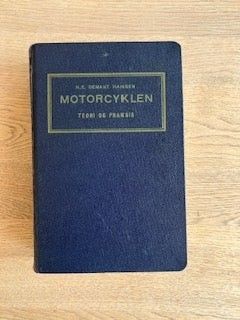 H.E. DEMANT HANSEN
MOTORCYKLEN
TEORI OG PRAKSIS